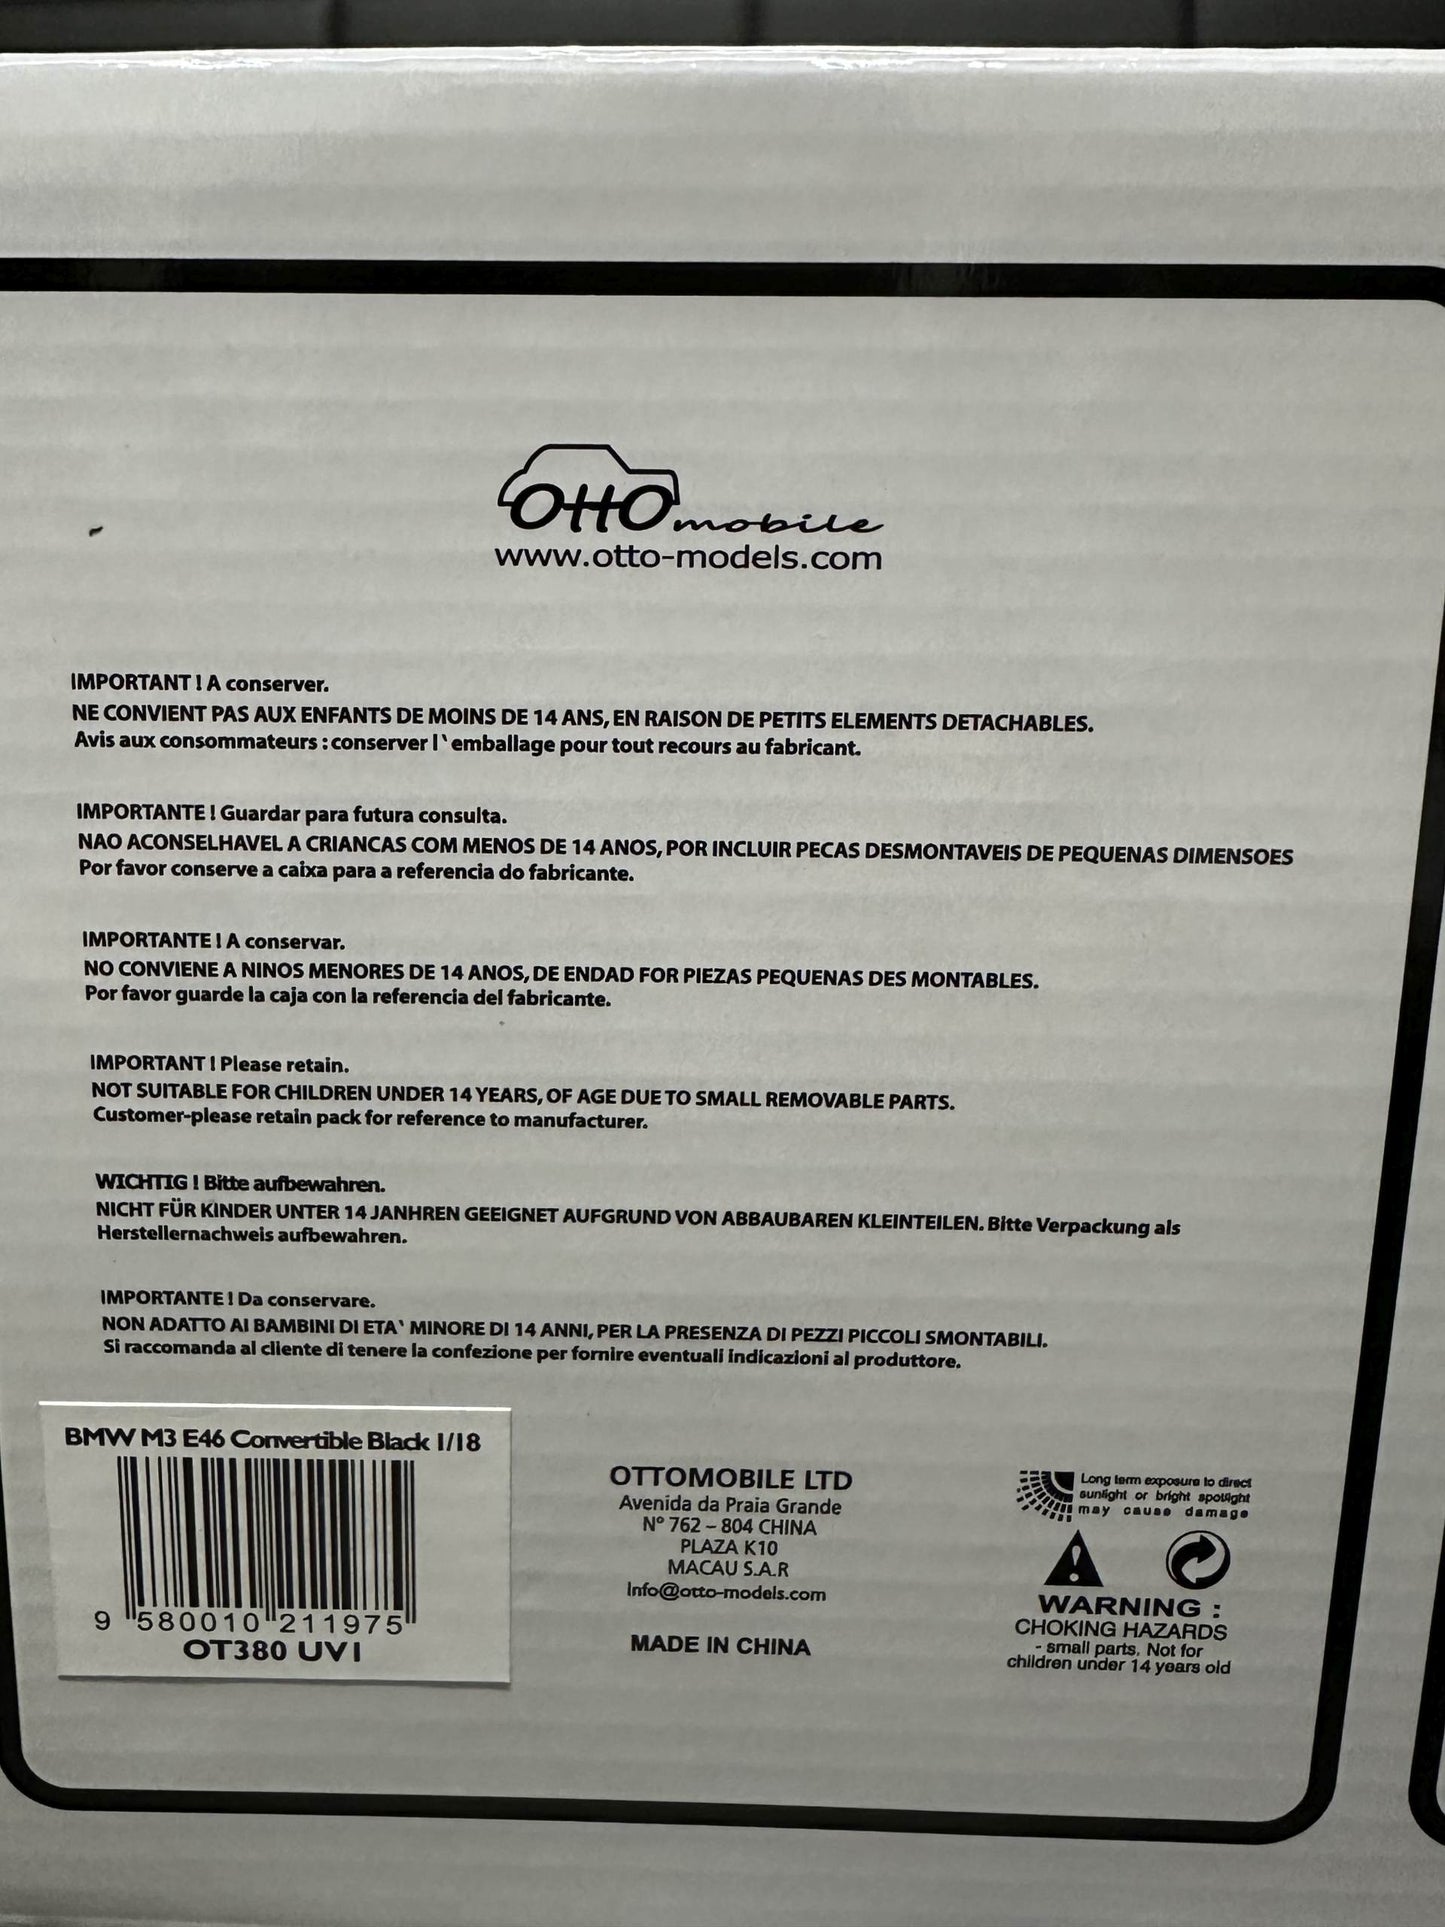 OTTO mobile
www.otto-models.com
IMPORTANT ! A conserver.
NE CONVIENT PAS AUX ENFANTS DE MOINS DE 14 ANS, EN RAISON DE PETITS ELEMENTS DETACHABLES.
Avis aux consommateurs : conserver l ` emballage pour tout recours au fabricant.
IMPORTANTE ! Guardar para futura consulta.
NAO ACONSELHAVEL A CRIANCAS COM MENOS DE 14 ANOS, POR INCLUIR PECAS DESMONTAVEIS DE PEQUENAS DIMENSOES
Por favor conserve a caixa para a referencia do fabricante.
IMPORTANTE ! A conservar.
NO CONVIENE A NINOS MENORES DE 14 ANOS, DE ENDAD FOR PIEZAS PEQUENAS DES MONTABLES.
Por favor guarde la caja con la referencia del fabricante.
IMPORTANT ! Please retain.
NOT SUITABLE FOR CHILDREN UNDER 14 YEARS, OF AGE DUE TO SMALL REMOVABLE PARTS.
Customer-please retain pack for reference to manufacturer.
WICHTIG ! Bitte aufbewahren.
NICHT FÜR KINDER UNTER 14 JANHREN GEEIGNET AUFGRUND VON ABBAUBAREN KLEINTEILEN. Bitte Verpackung als
Herstellernachweis aufbewahren.
IMPORTANTE ! Da conservare.
NON ADATTO AI BAMBINI DI ETA` MINORE DI 14 ANNI, PER LA PRESENZA DI PEZZI PICCOLI SMONTABILI.
Si raccomanda al cliente di tenere la confezione per fornire eventuali indicazioni al produttore.
BMW M3 E46 Convertible Black 1/18
9 580010 211975
OT380 UV1
OTTOMOBILE LTD
Avenida da Praia Grande
N° 762 – 804 CHINA
PLAZA K10
MACAU S.A.R
Info@otto-models.com
MADE IN CHINA
Long term exposure to direct
sunlight or bright spotlight
may cause damage
WARNING :
CHOKING HAZARDS
- small parts. Not for
children under 14 years old